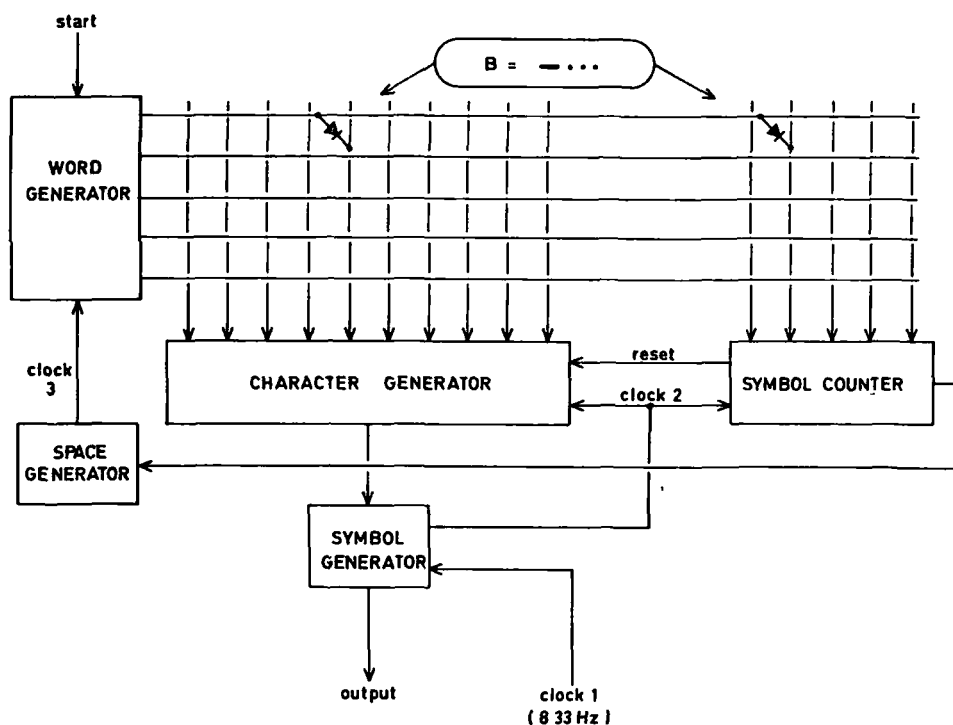 start
B = — · · ·
WORD
GENERATOR
clock
3
reset
CHARACTER GENERATOR
SYMBOL COUNTER
clock 2
SPACE
GENERATOR
SYMBOL
GENERATOR
output
clock 1
( 8 33 Hz )